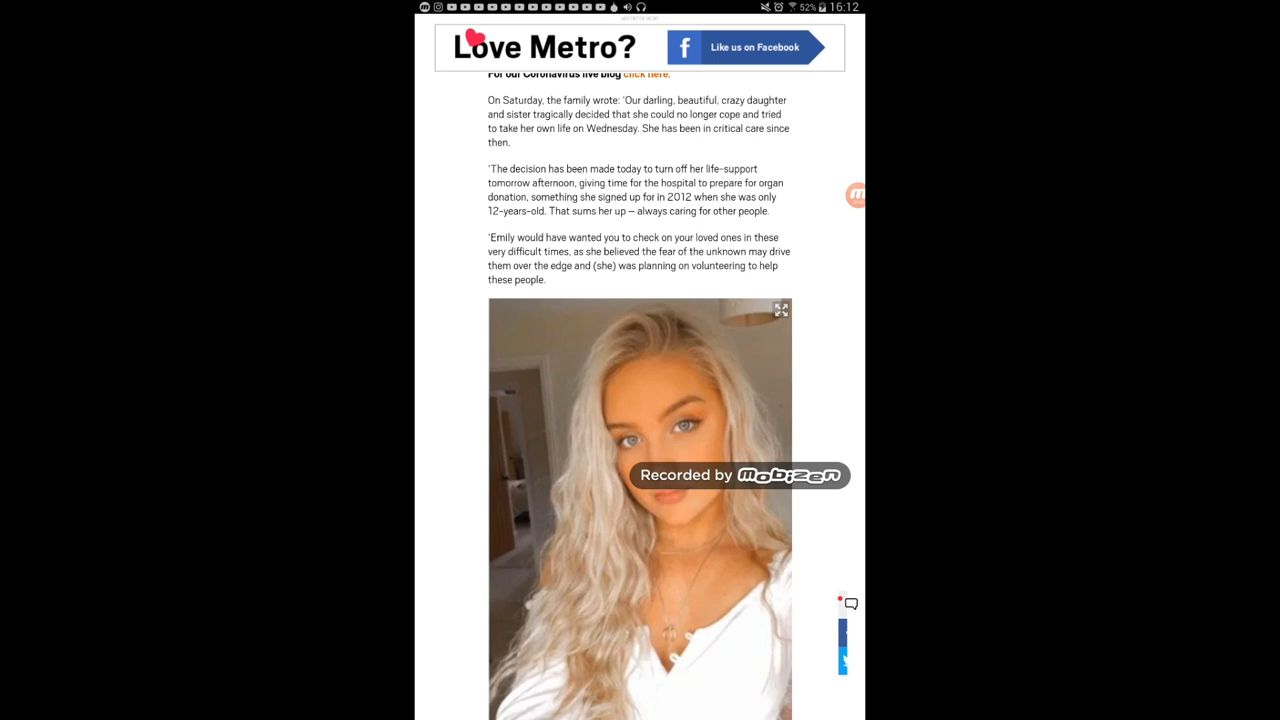 52% 16:12
ADVERTISEMENT
Love Metro?
f Like us on Facebook
For our Coronavirus live blog click here.
On Saturday, the family wrote: ‘Our darling, beautiful, crazy daughter
and sister tragically decided that she could no longer cope and tried
to take her own life on Wednesday. She has been in critical care since
then.
‘The decision has been made today to turn off her life-support
tomorrow afternoon, giving time for the hospital to prepare for organ
donation, something she signed up for in 2012 when she was only
12-years-old. That sums her up – always caring for other people.
‘Emily would have wanted you to check on your loved ones in these
very difficult times, as she believed the fear of the unknown may drive
them over the edge and (she) was planning on volunteering to help
these people.
Recorded by mobizen